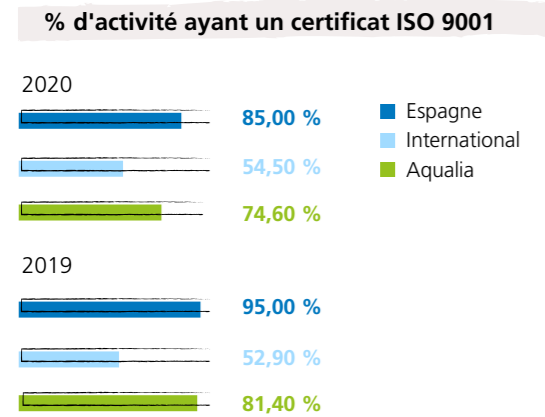 % d'activité ayant un certificat ISO 9001
2020
85,00 %
54,50 %
74,60 %
Espagne
International
Aqualia
2019
95,00 %
52,90 %
81,40 %